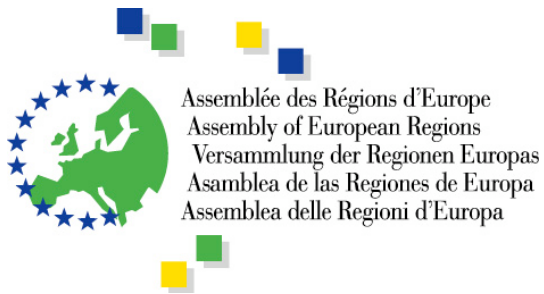 Assemblée des Régions d'Europe
Assembly of European Regions
Versammlung der Regionen Europas
Asamblea de las Regiones de Europa
Assemblea delle Regioni d'Europa